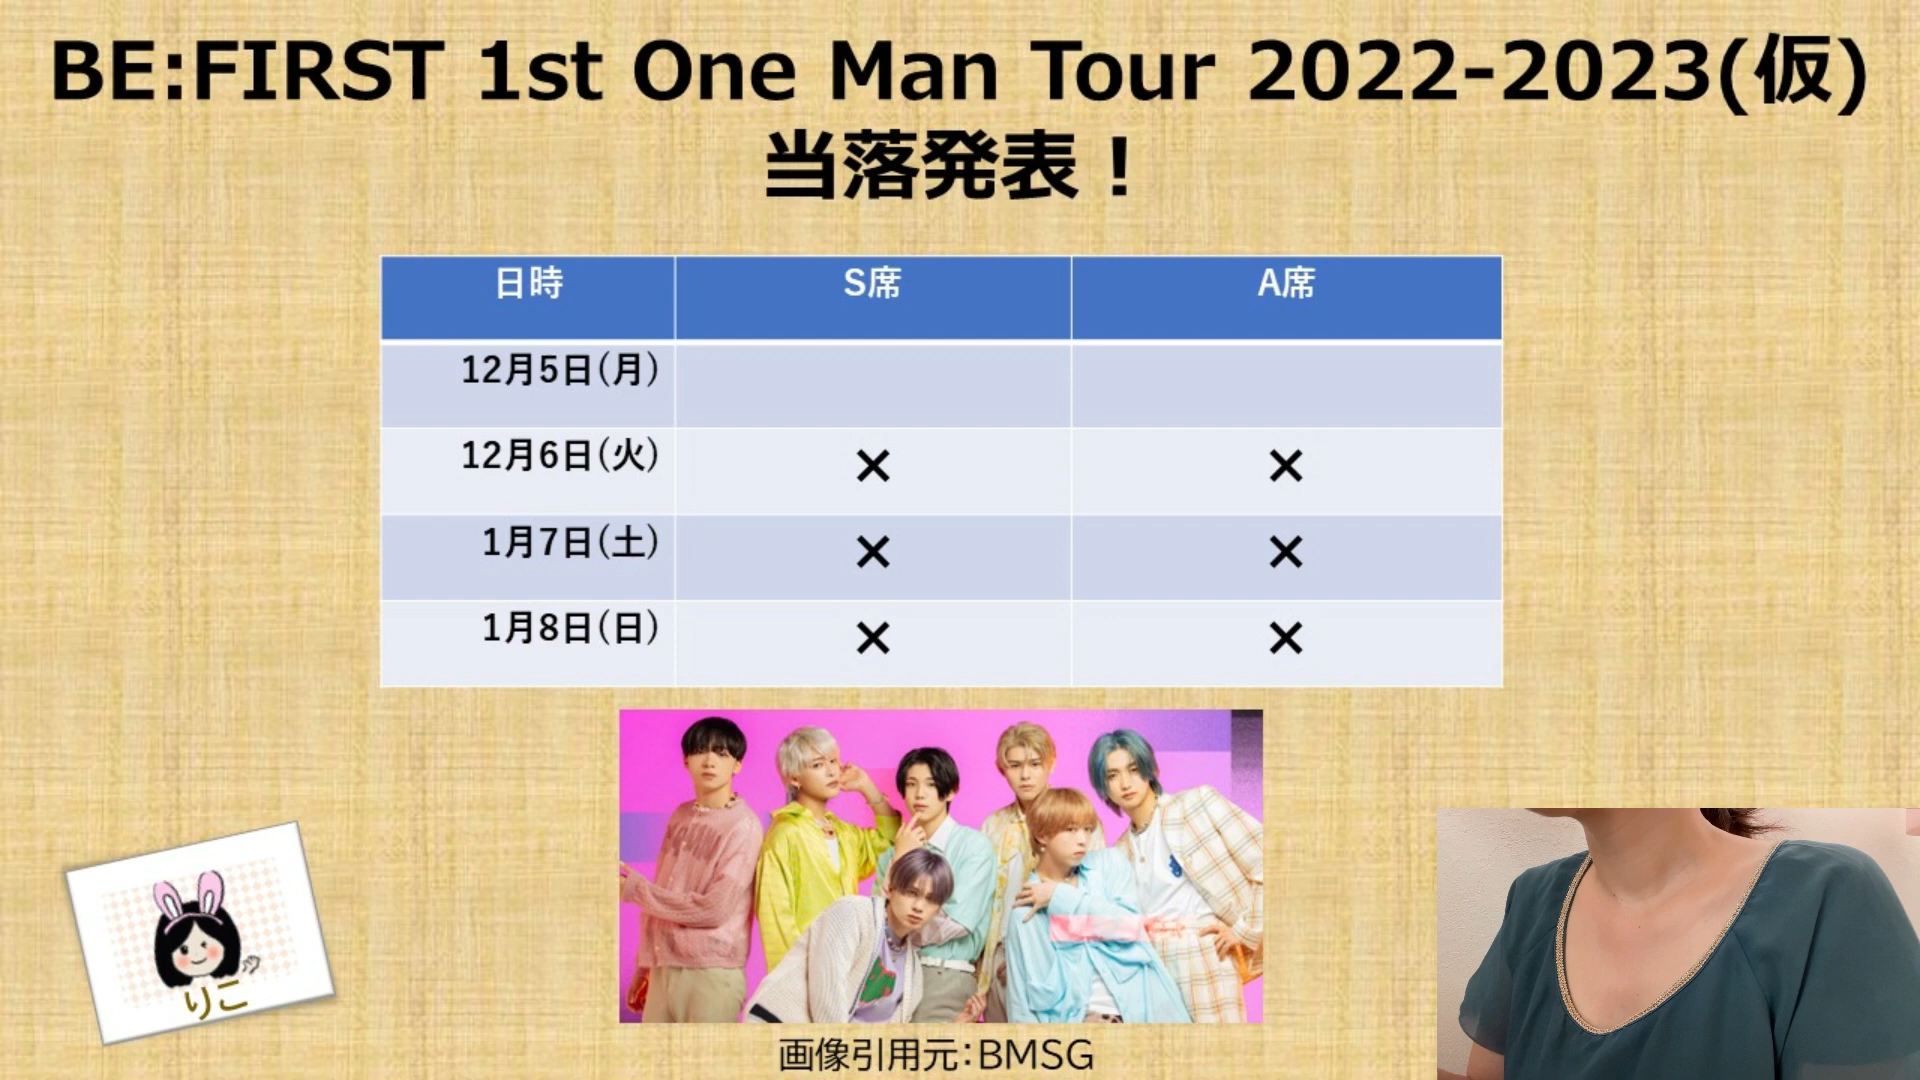 BE:FIRST 1st One Man Tour 2022-2023(仮)
当落発表！
日時 S席 A席
12月5日(月)
12月6日(火) × ×
1月7日(土) × ×
1月8日(日) × ×
りこ
画像引用元：BMSG